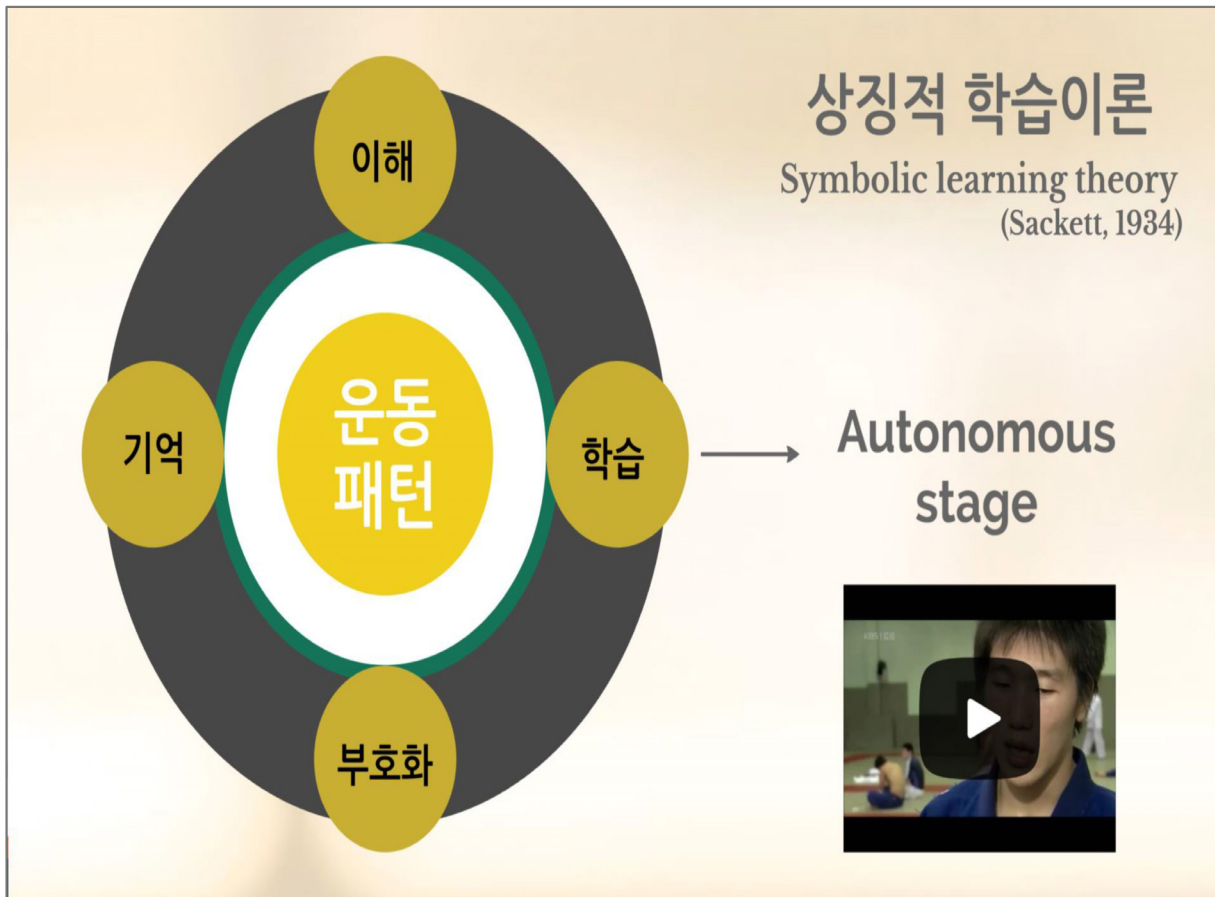 상징적 학습이론
Symbolic learning theory
(Sackett, 1934)
이해
기억
운동
패턴
학습
부호화
Autonomous
stage